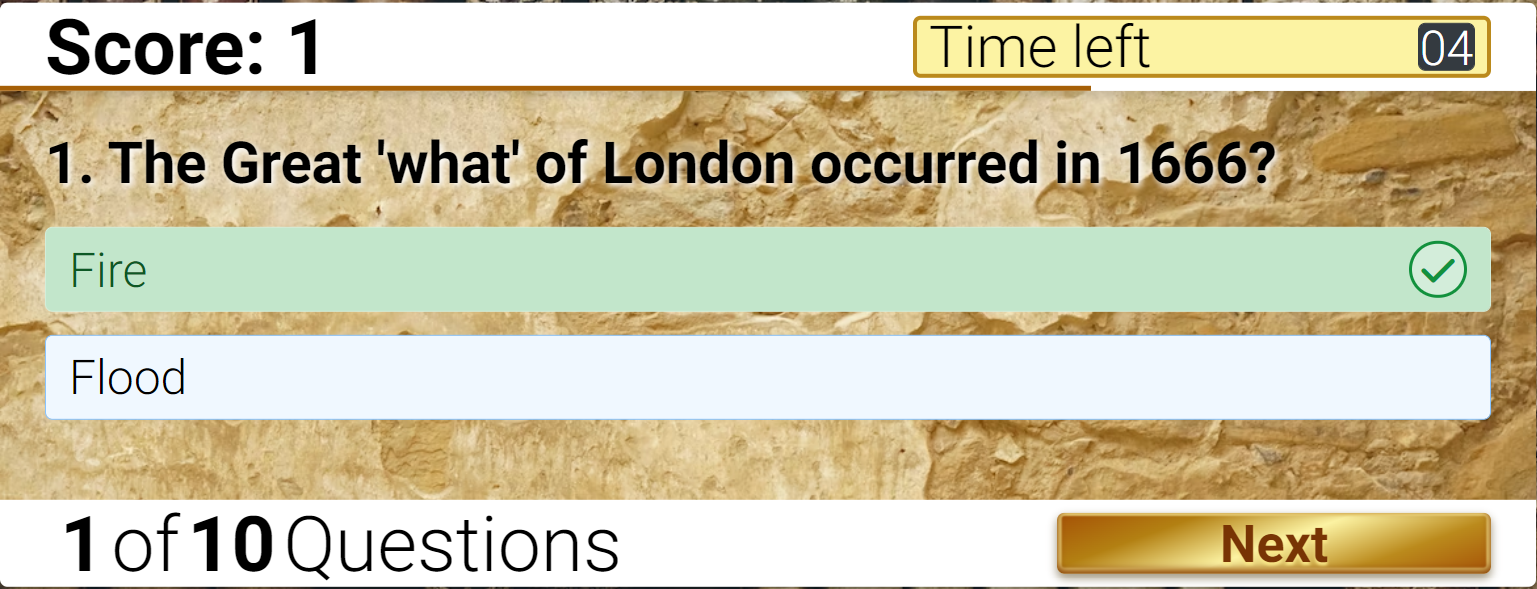 Score: 1
Time left 04
1. The Great 'what' of London occurred in 1666?
Fire
Flood
1 of 10 Questions
Next